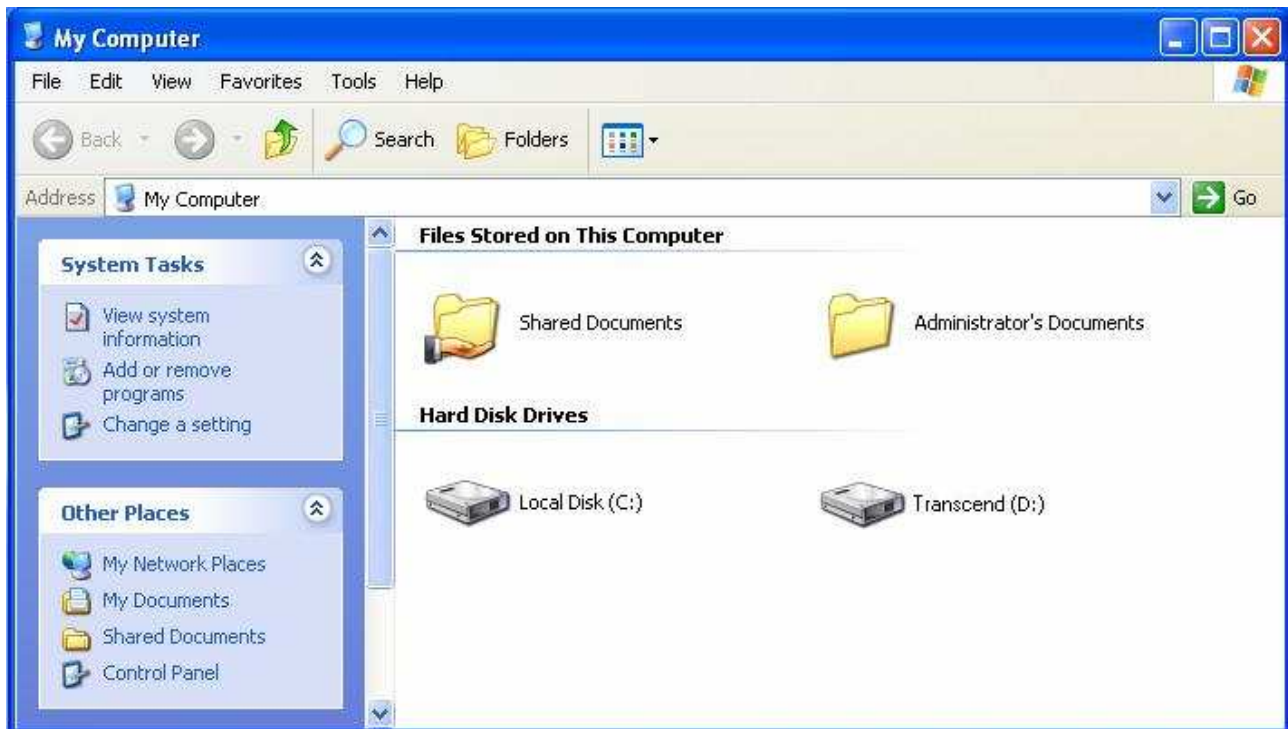 My Computer
File Edit View Favorites Tools Help
Back Search Folders
Address My Computer Go
System Tasks
View system
information
Add or remove
programs
Change a setting
Other Places
My Network Places
My Documents
Shared Documents
Control Panel
Files Stored on This Computer
Shared Documents Administrator's Documents
Hard Disk Drives
Local Disk (C:) Transcend (D:)